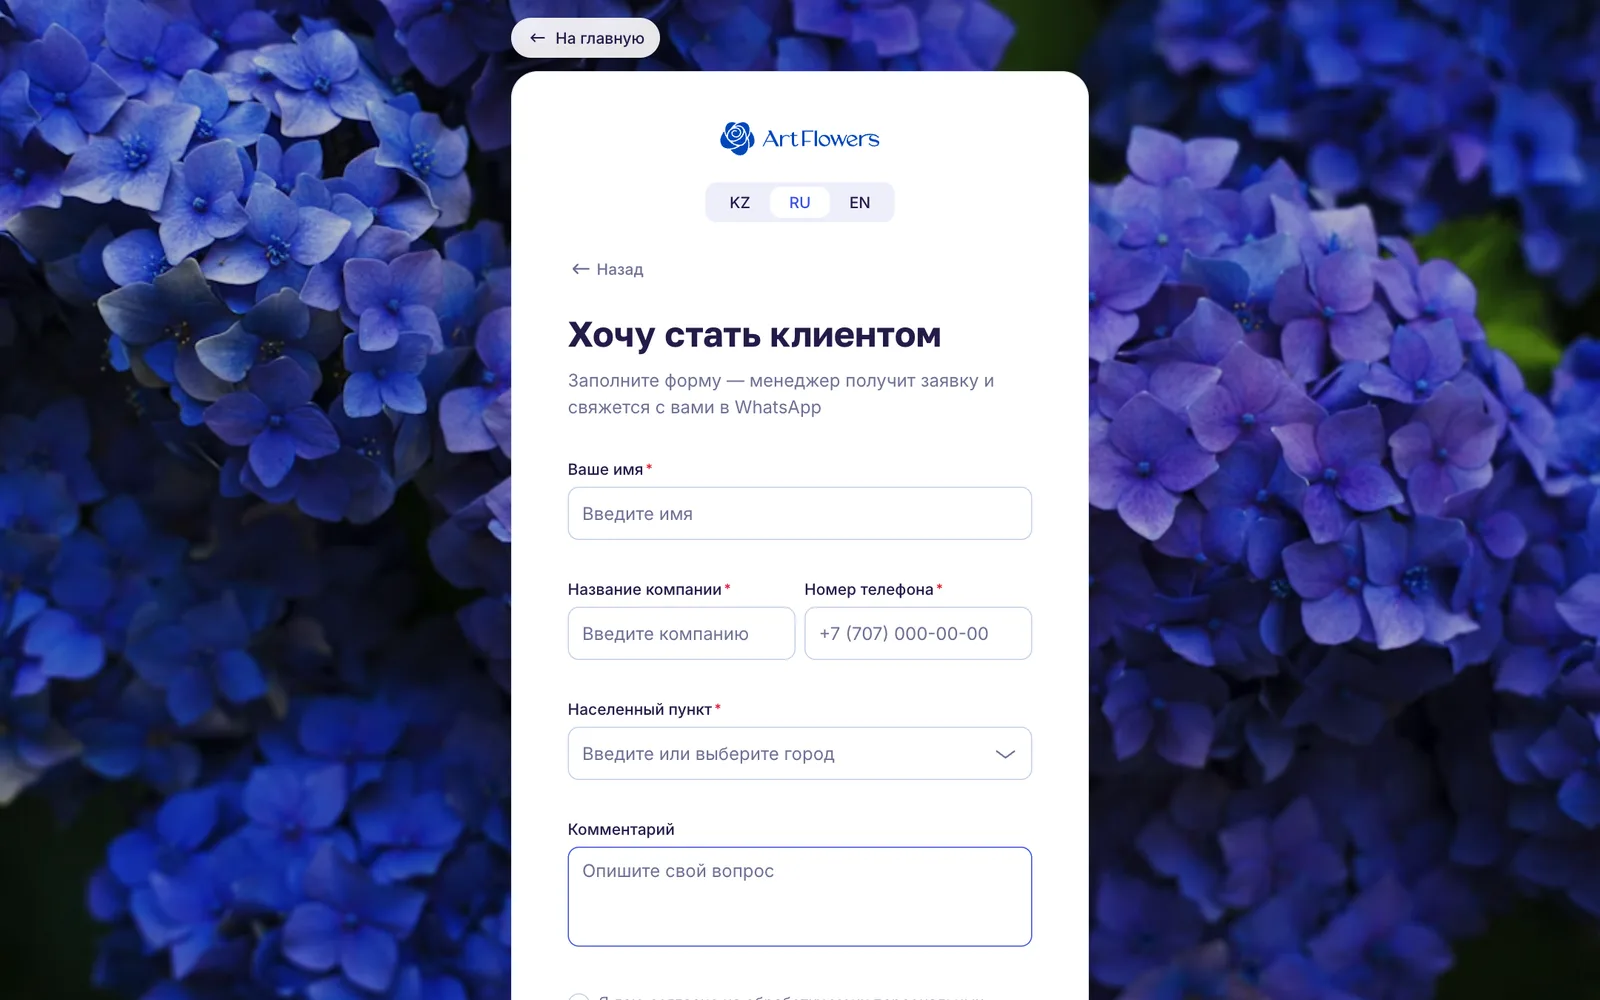 На главную
ArtFlowers
KZ RU EN
Назад
Хочу стать клиентом
Заполните форму — менеджер получит заявку и
свяжется с вами в WhatsApp
Ваше имя*
Введите имя
Название компании* Номер телефона*
Введите компанию +7 (707) 000-00-00
Населенный пункт*
Введите или выберите город
Комментарий
Опишите свой вопрос